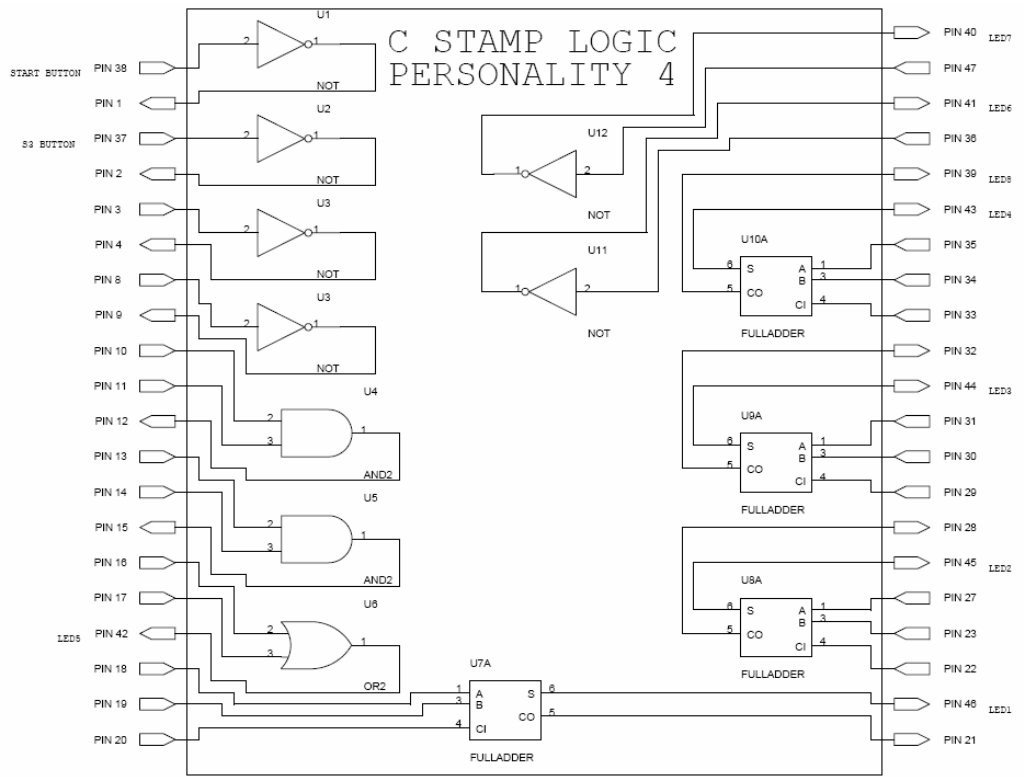 U1
C STAMP LOGIC
PERSONALITY 4
PIN 40 LED7
START BUTTON PIN 38 2 1
PIN 47
NOT
PIN 1
PIN 41 LED6
U2
S2 BUTTON PIN 37 2 1
U12
PIN 36
PIN 2
1 2
NOT
PIN 39 LED8
U3
PIN 3
NOT
PIN 43 LED4
2 1
PIN 4
U11
U10A
PIN 35
NOT
6 S A 1
B 3
PIN 8
PIN 34
1 2
5 CO CI 4
U3
PIN 9
PIN 33
2 1
NOT
FULLADDER
PIN 10
PIN 32
NOT
PIN 11
U4
PIN 44 LED3
PIN 12
2 1
3
U9A
PIN 31
6 S A 1
B 3
PIN 13
PIN 30
5 CO CI 4
AND2
PIN 14
PIN 29
U5
FULLADDER
PIN 15
2 1
3
PIN 28
PIN 16
PIN 45 LED2
AND2
U8A
PIN 17
U6
6 S A 1
PIN 27
B 3
LED5 PIN 42
2 1
3
5 CO CI 4
PIN 23
PIN 18
U7A
PIN 22
FULLADDER
OR2
PIN 19
1 A S 6
3 B
PIN 46 LED1
CO 5
4 CI
PIN 20
PIN 21
FULLADDER